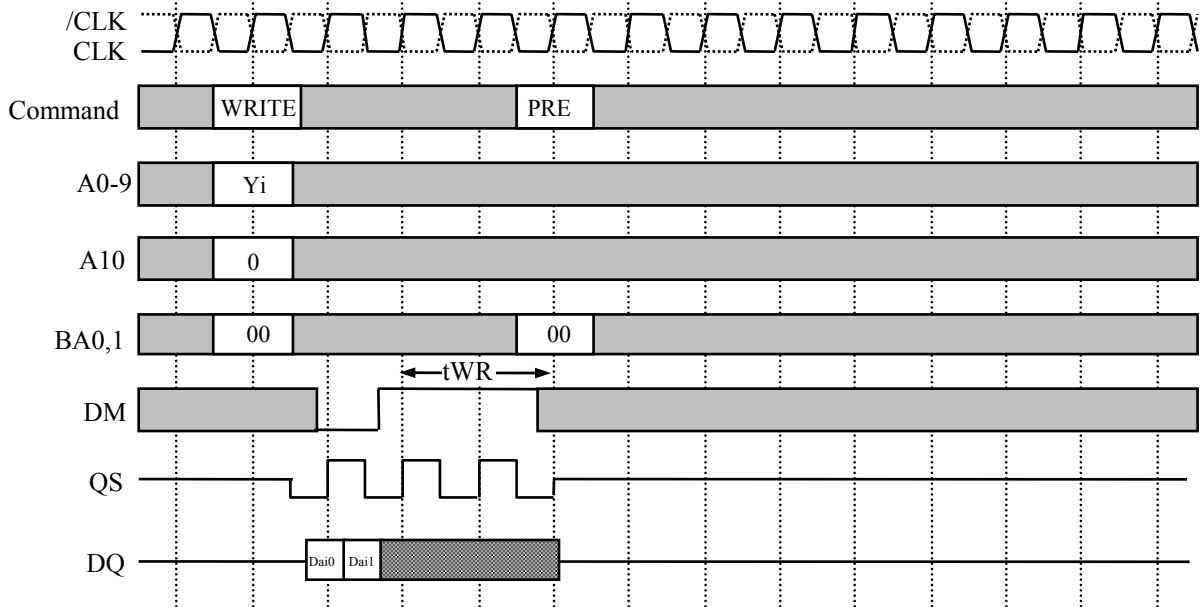 /CLK
CLK
Command WRITE PRE
A0-9 Yi
A10 0
BA0,1 00 00
tWR
DM
QS
DQ Dai0 Dai1